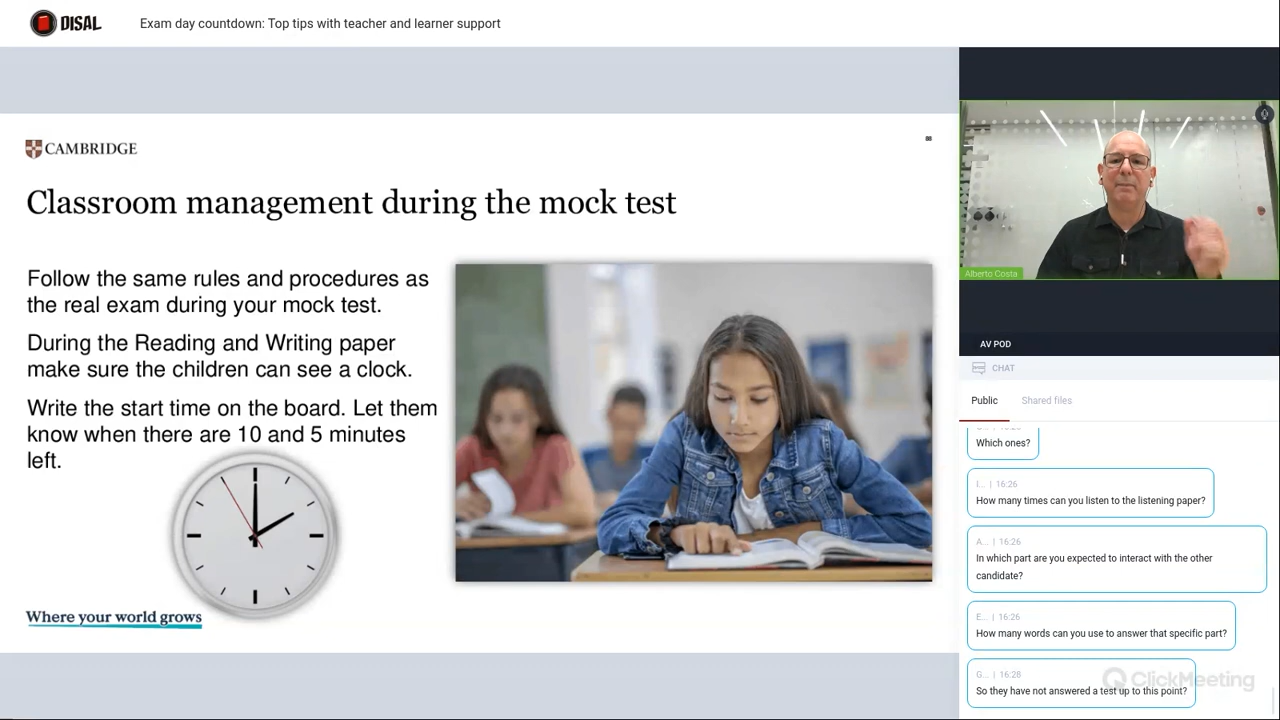 DISAL
Exam day countdown: Top tips with teacher and learner support
CAMBRIDGE
88
Classroom management during the mock test
Follow the same rules and procedures as
the real exam during your mock test.
During the Reading and Writing paper
make sure the children can see a clock.
Write the start time on the board. Let them
know when there are 10 and 5 minutes
left.
Where your world grows
Alberto Costa
AV POD
CHAT
Public
Shared files
Which ones?
I... | 16:26
How many times can you listen to the listening paper?
A... | 16:26
In which part are you expected to interact with the other
candidate?
E... | 16:26
How many words can you use to answer that specific part?
G... | 16:28
So they have not answered a test up to this point?
ClickMeeting